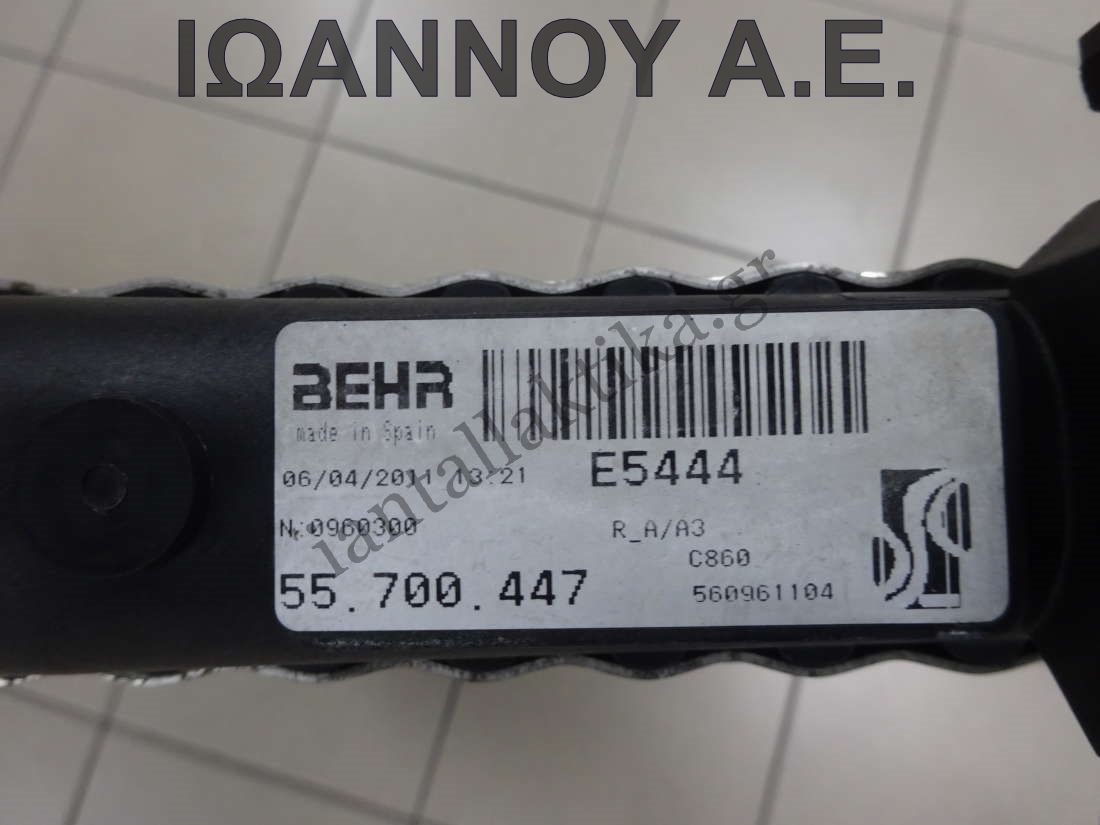 ΙΩΑΝΝΟΥ Α.Ε.
BEHR
made in Spain
06/04/2011 13:21 E5444
N.:0960300 R_A/A3
C860
55.700.447 560961104
iantallaktika.gr